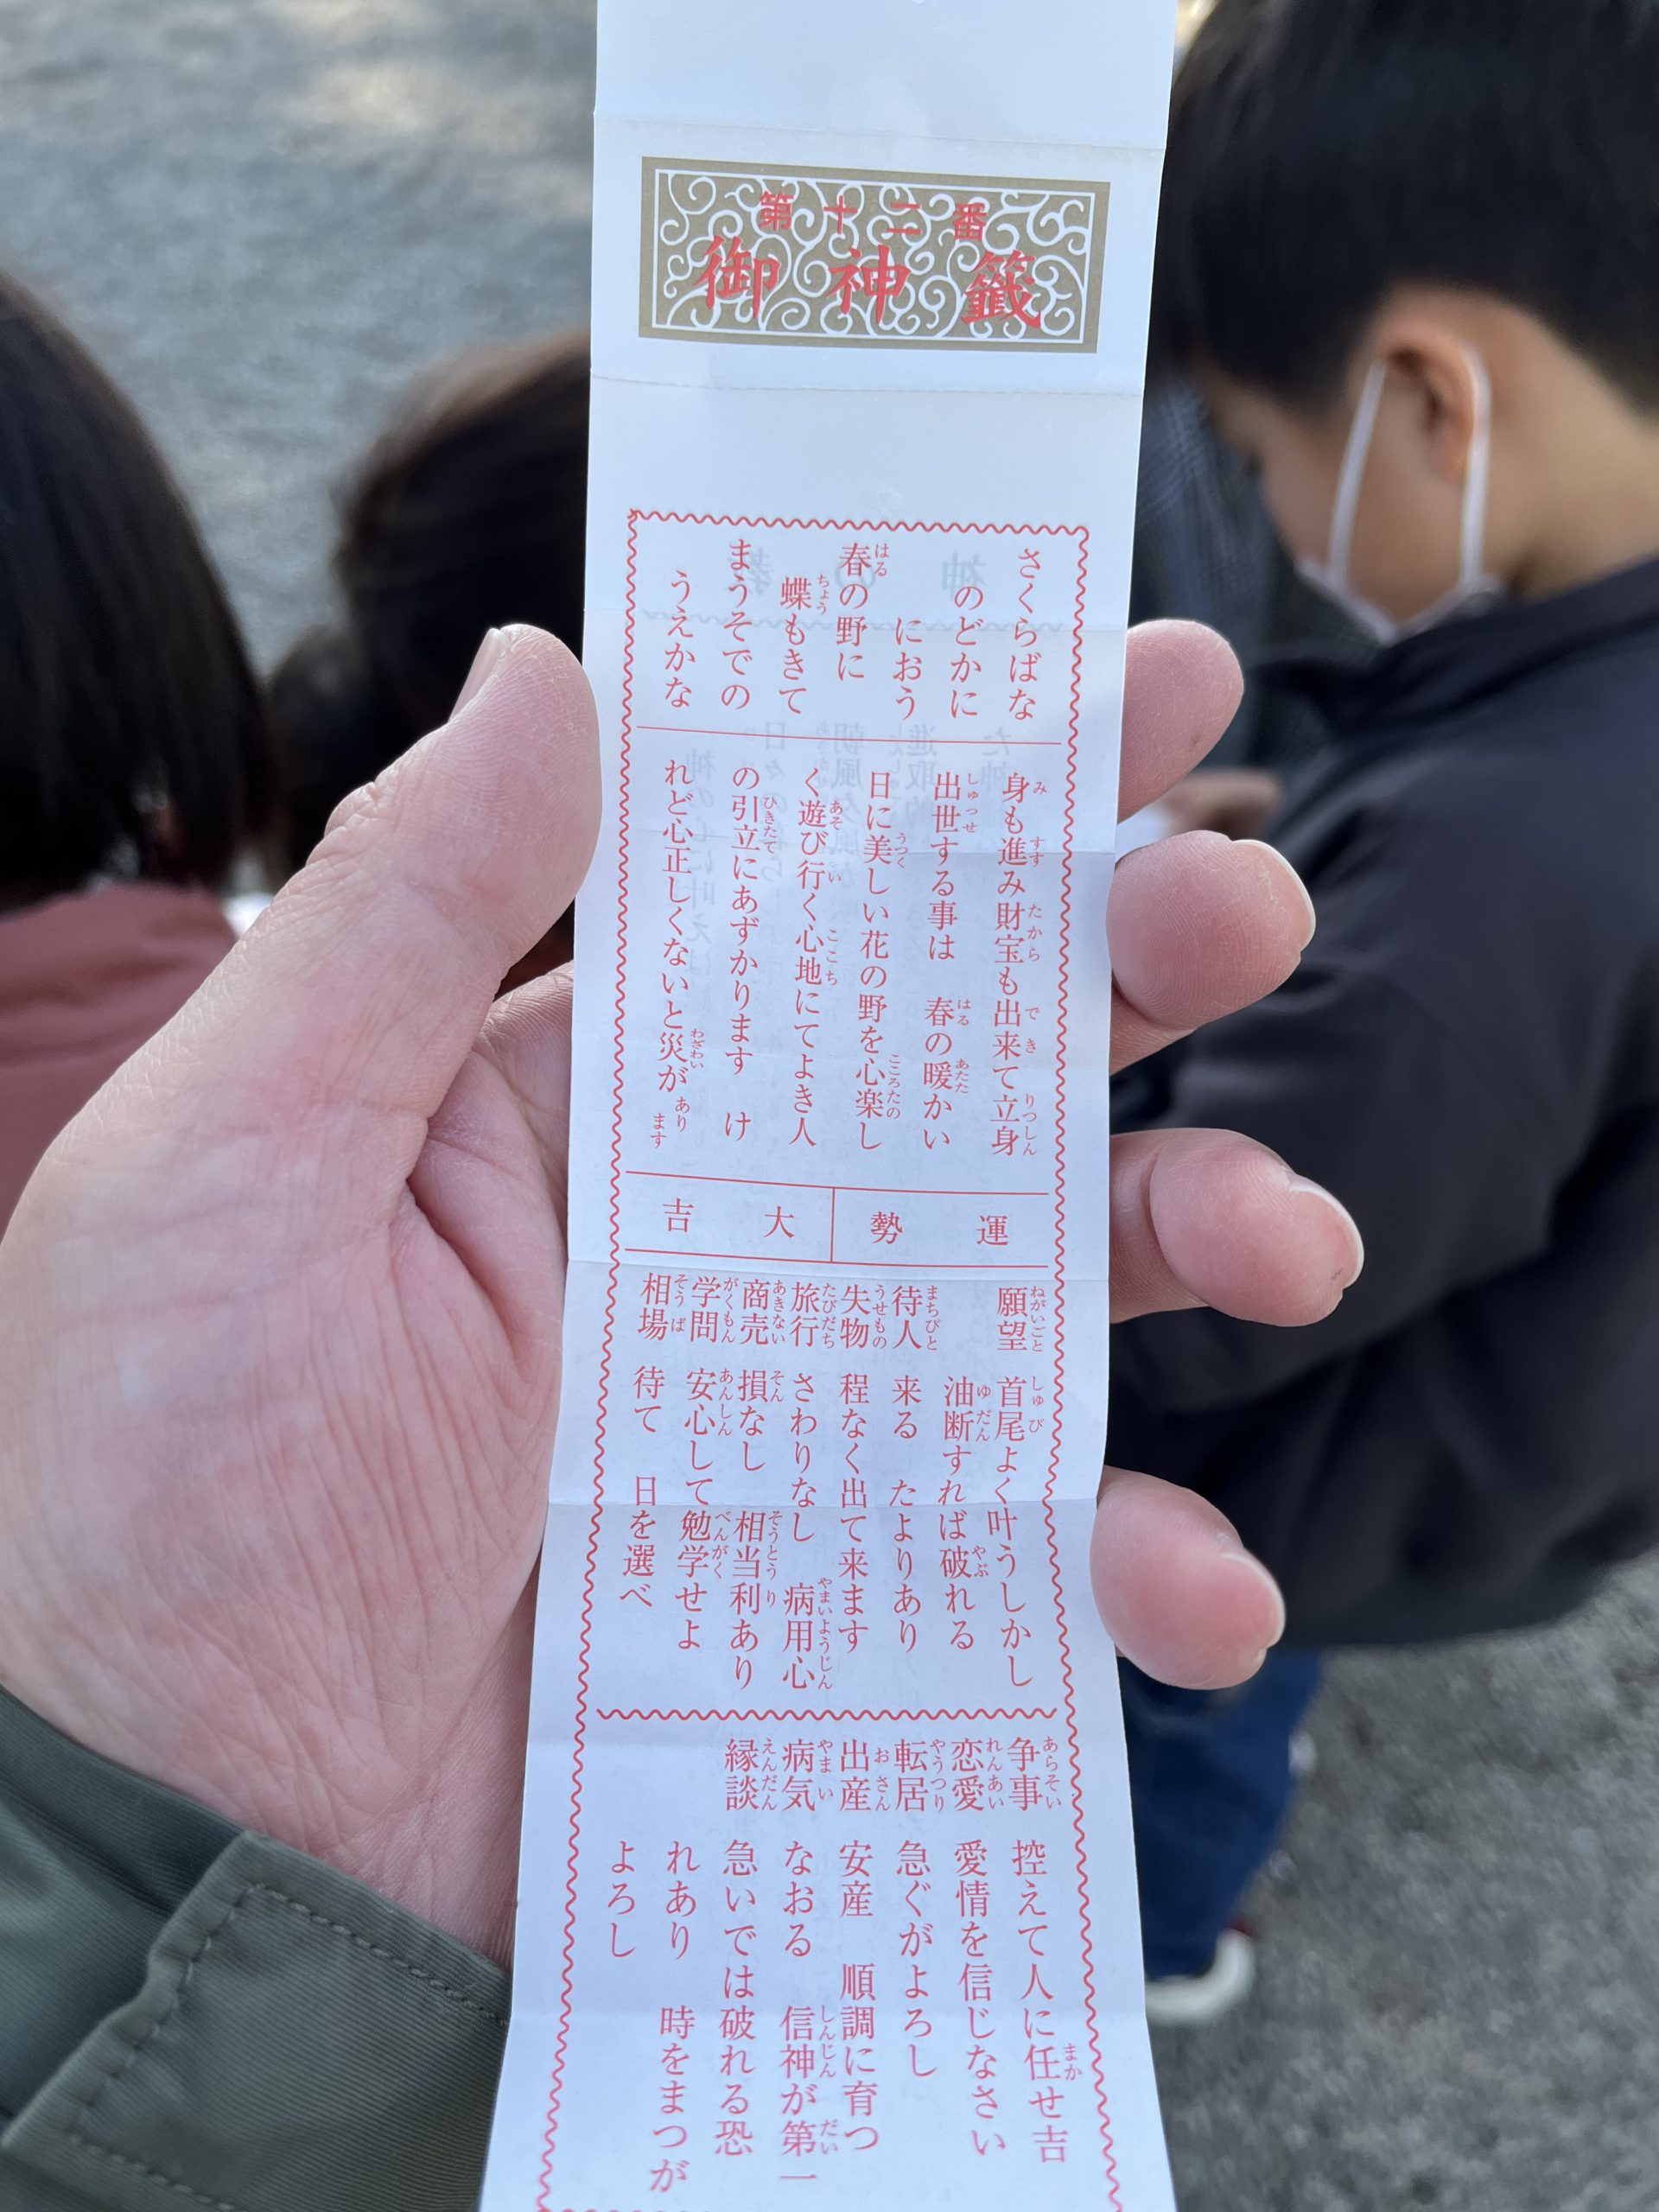 第十二番
御神籤
さくらばな
のどかに
におう
春の野に
蝶もきて
まうそでの
うえかな
身も進み財宝も出来て立身
出世する事は 春の暖かい
日に美しい花の野を心楽し
く遊び行く心地にてよき人
の引立にあずかります け
れど心正しくないと災があります
運勢 大吉
願望 首尾よく叶うしかし
油断すれば破れる
待人 来る たよりあり
失物 程なく出て来ます
旅行 さわりなし 病用心
商売 損なし 相当利あり
学問 安心して勉学せよ
相場 待て 日を選べ
争事 控えて人に任せ吉
恋愛 愛情を信じなさい
転居 急ぐがよろし
出産 安産 順調に育つ
病気 なおる 信神が第一
縁談 急いでは破れる恐
れあり 時をまつが
よろし